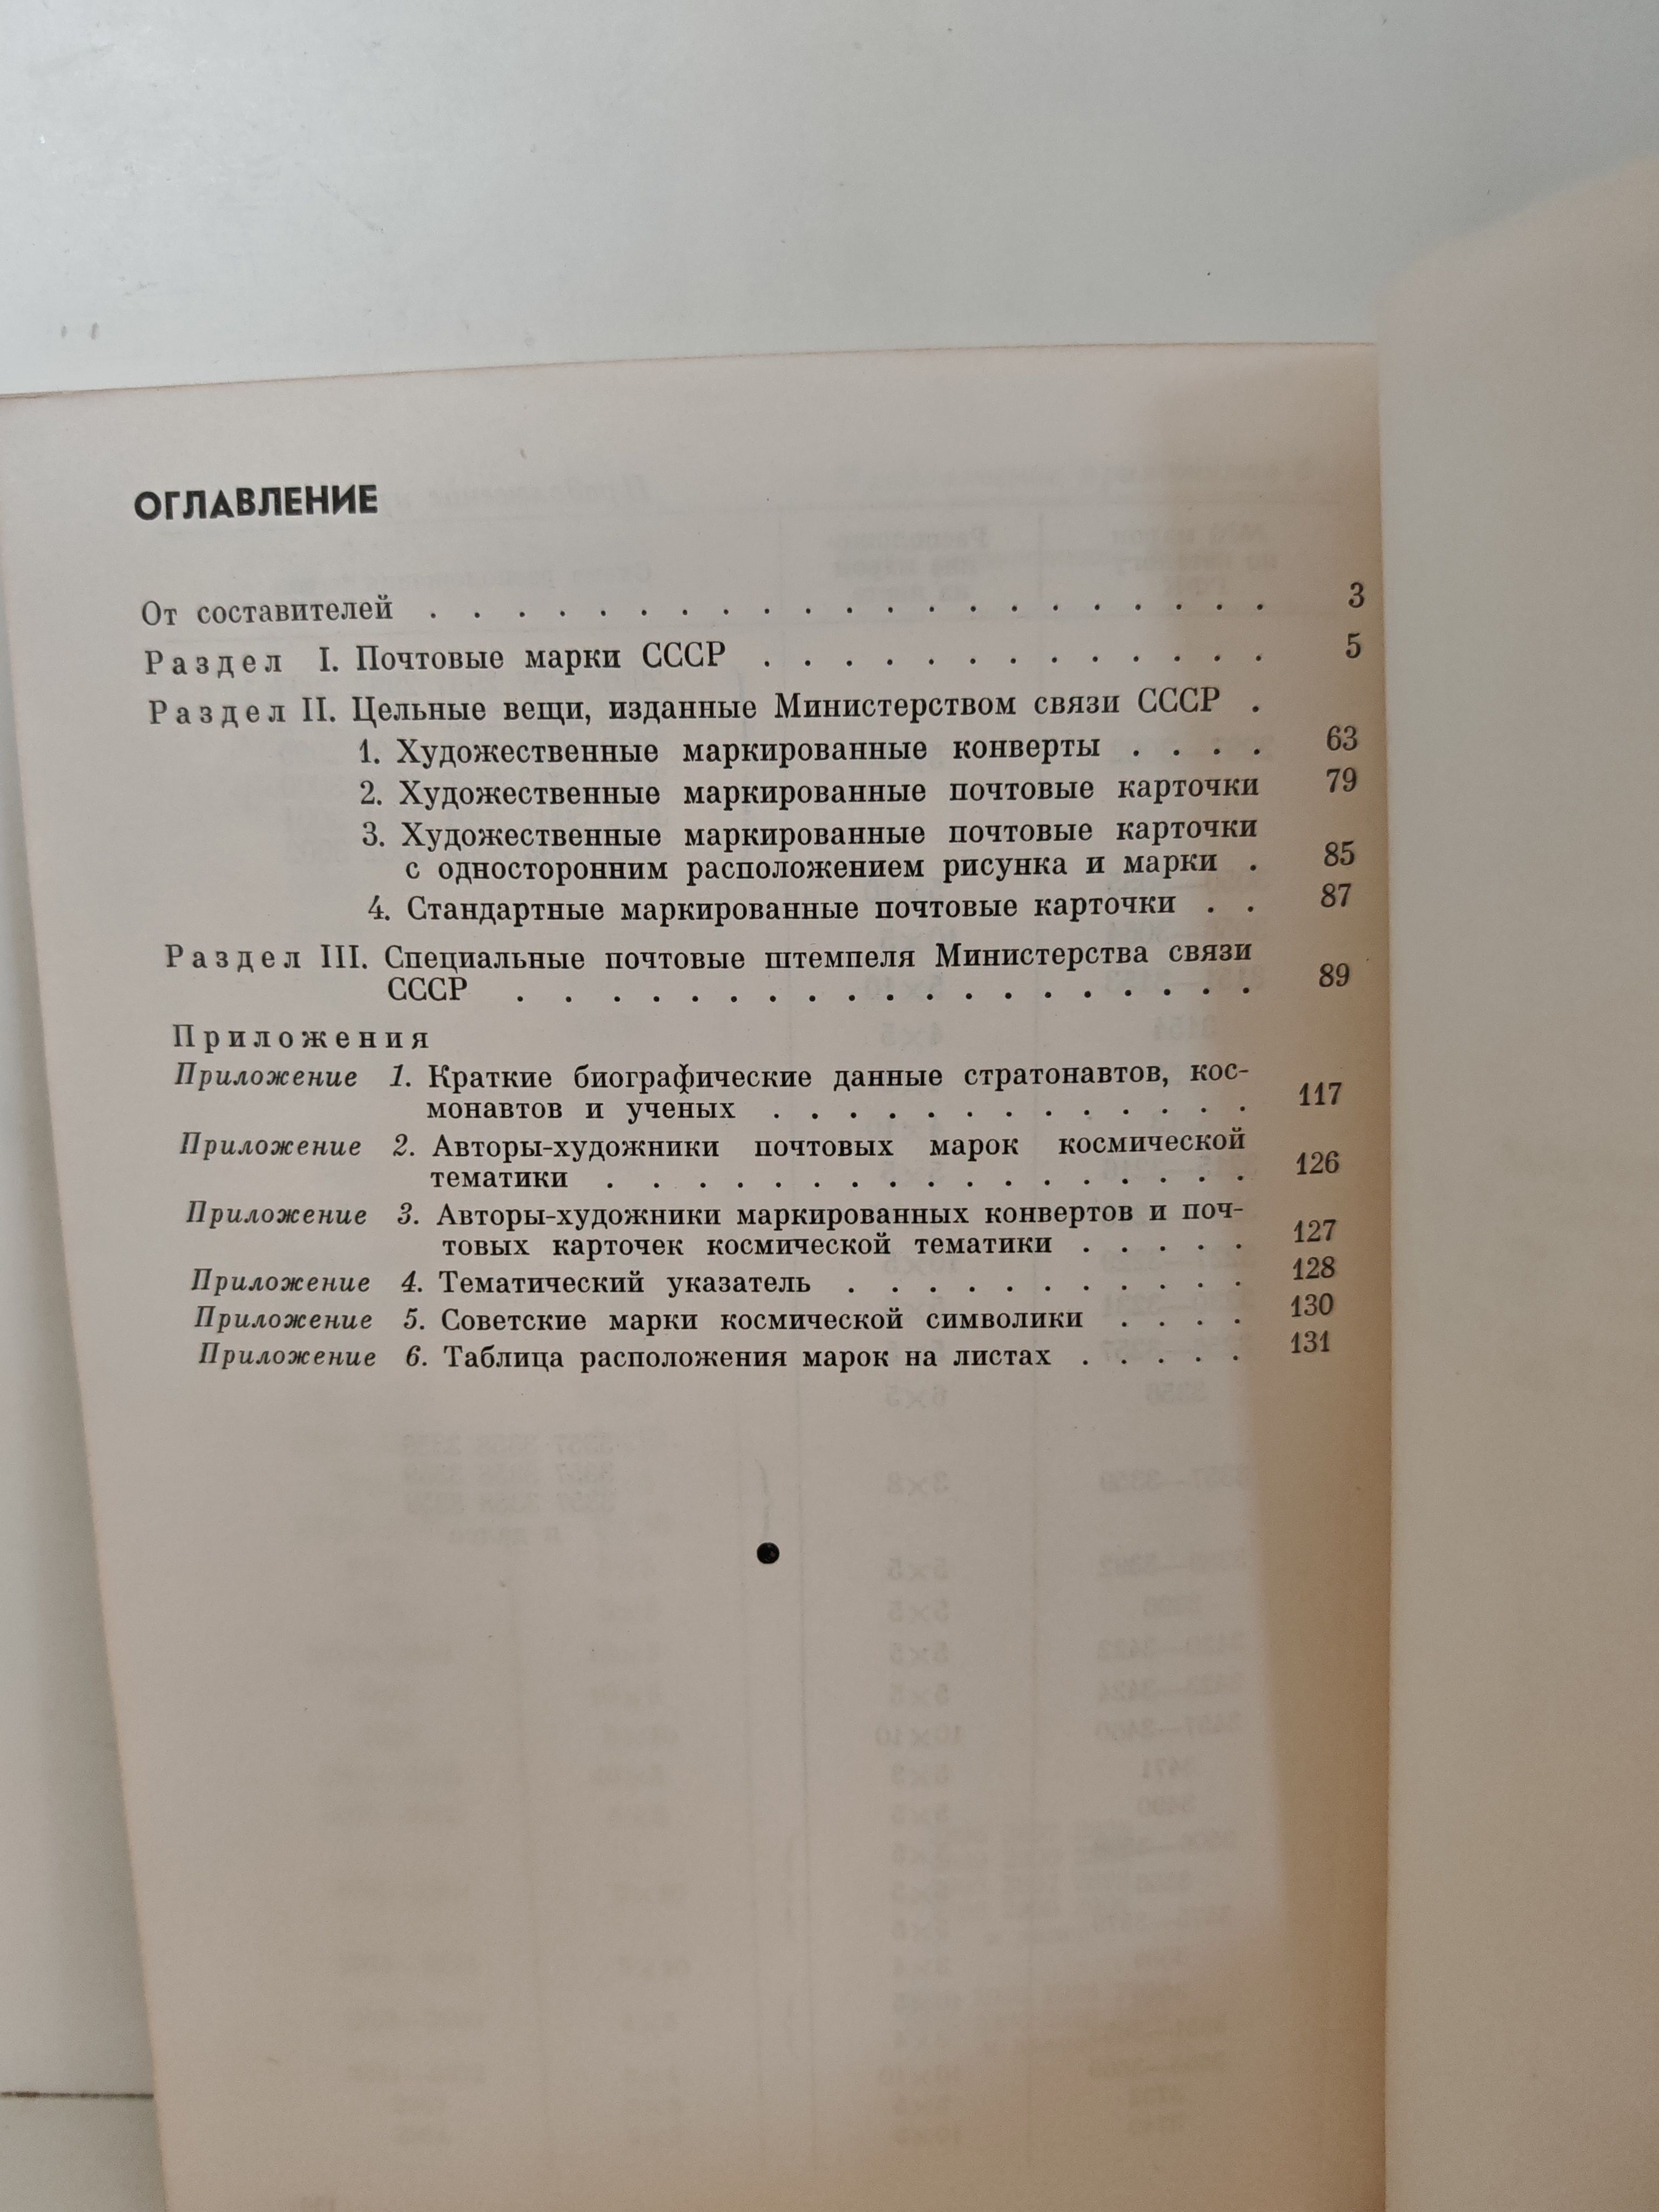 ОГЛАВЛЕНИЕ
От составителей . . . . . . . . . . . . . . . . . . . . . 3
Раздел I. Почтовые марки СССР . . . . . . . . . . . . . 5
Раздел II. Цельные вещи, изданные Министерством связи СССР .
1. Художественные маркированные конверты . . . . 63
2. Художественные маркированные почтовые карточки 79
3. Художественные маркированные почтовые карточки
с односторонним расположением рисунка и марки . 85
4. Стандартные маркированные почтовые карточки . . 87
Раздел III. Специальные почтовые штемпеля Министерства связи
СССР . . . . . . . . . . . . . . . . . . 89
Приложения
Приложение 1. Краткие биографические данные стратонавтов, кос-
монавтов и ученых . . . . . . . . . . . . . 117
Приложение 2. Авторы-художники почтовых марок космической
тематики . . . . . . . . . . . . . . . . 126
Приложение 3. Авторы-художники маркированных конвертов и поч-
товых карточек космической тематики . . . . . 127
Приложение 4. Тематический указатель . . . . . . . . . . . 128
Приложение 5. Советские марки космической символики . . . . 130
Приложение 6. Таблица расположения марок на листах . . . . . 131